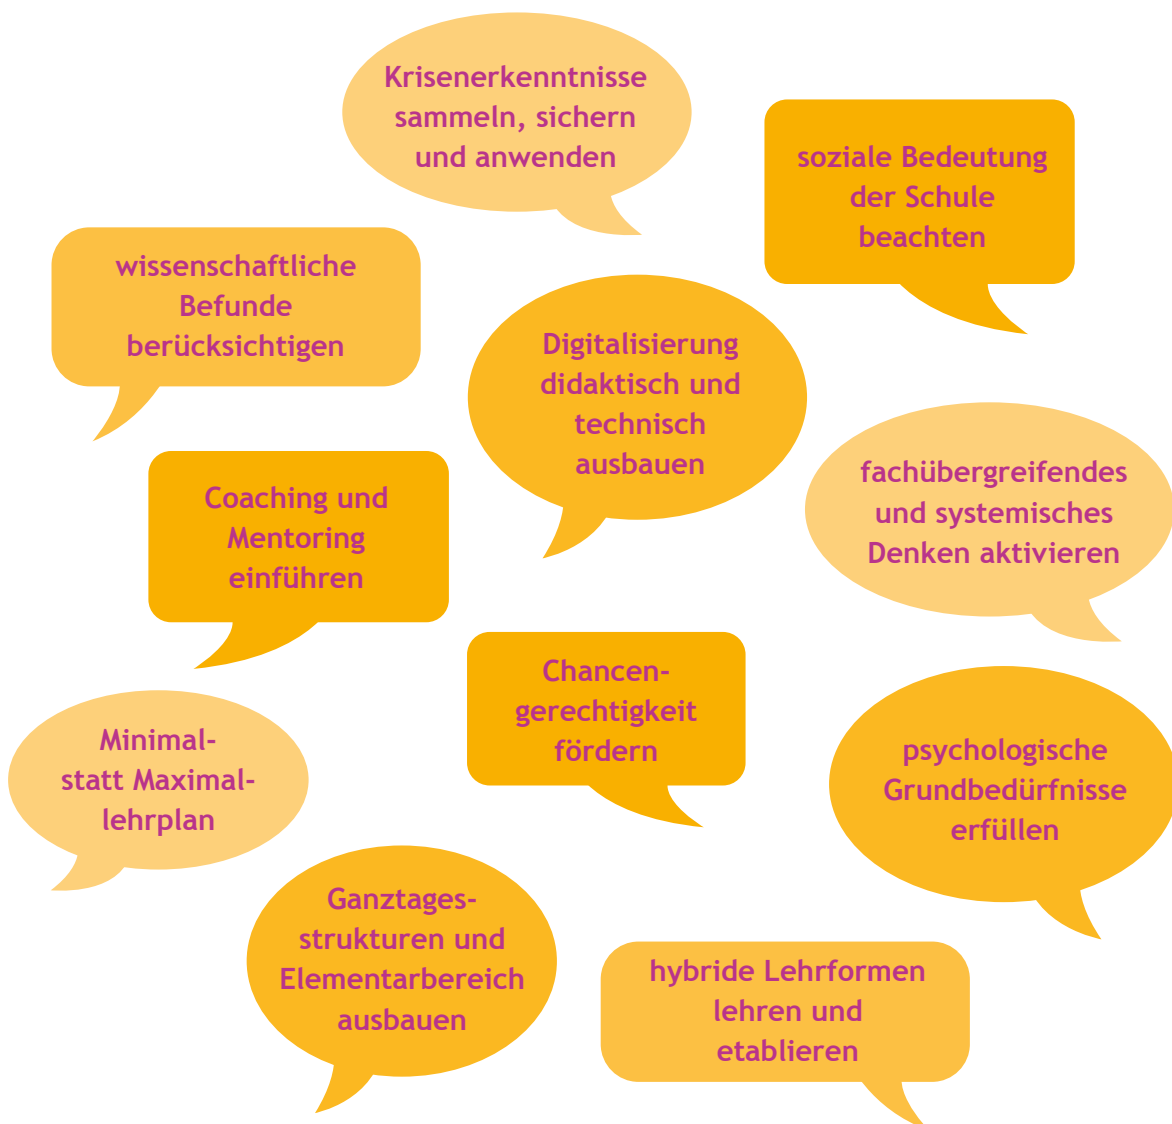 Krisenerkenntnisse
sammeln, sichern
und anwenden
soziale Bedeutung
der Schule
beachten
wissenschaftliche
Befunde
berücksichtigen
Digitalisierung
didaktisch und
technisch
ausbauen
fachübergreifendes
und systemisches
Denken aktivieren
Coaching und
Mentoring
einführen
Chancen-
gerechtigkeit
fördern
Minimal-
statt Maximal-
lehrplan
psychologische
Grundbedürfnisse
erfüllen
Ganztages-
strukturen und
Elementarbereich
ausbauen
hybride Lehrformen
lehren und
etablieren